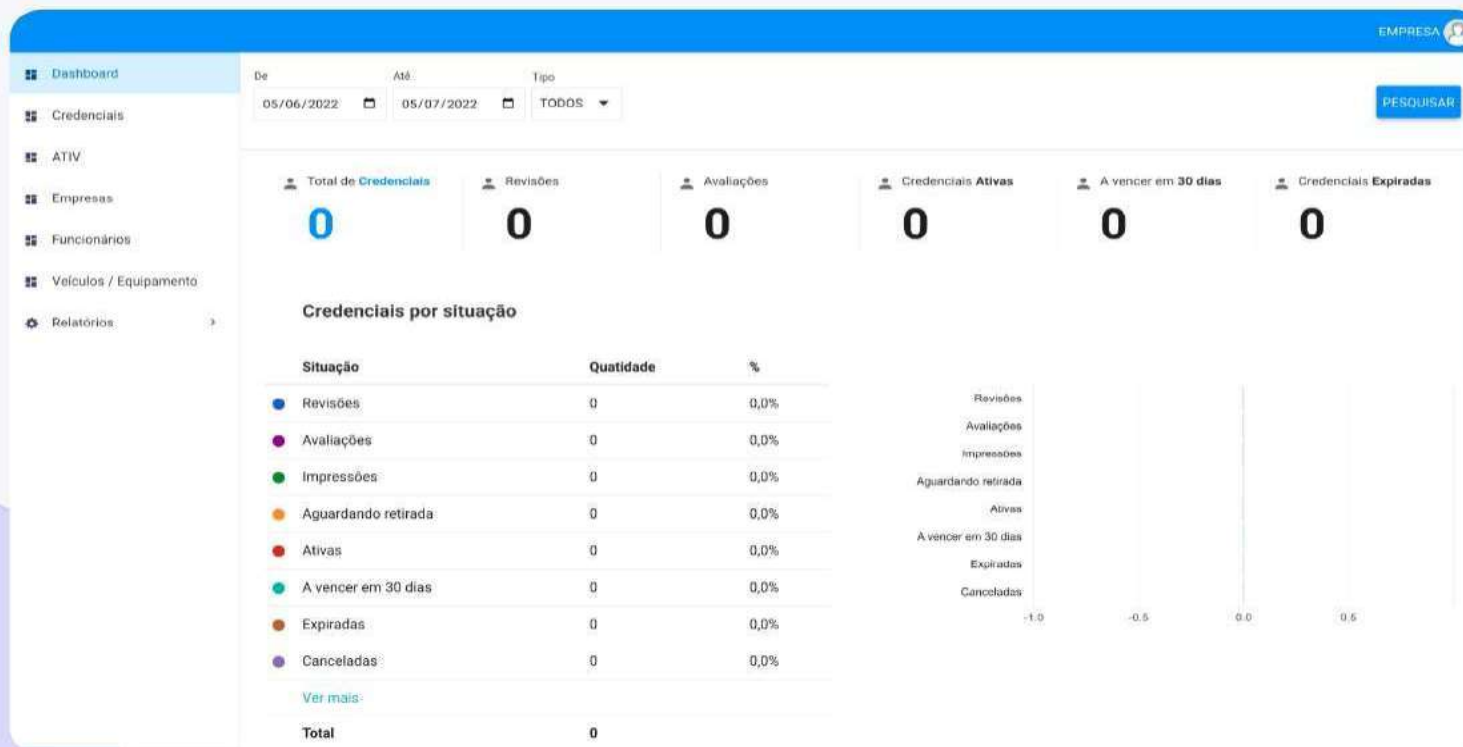 EMPRESA
Dashboard
Credenciais
ATIV
Empresas
Funcionários
Veículos / Equipamento
Relatórios
De Até Tipo
05/06/2022 05/07/2022 TODOS
PESQUISAR
Total de Credenciais Revisões Avaliações Credenciais Ativas A vencer em 30 dias Credenciais Expiradas
0 0 0 0 0 0
Credenciais por situação
Situação Quatidade %
Revisões 0 0,0%
Avaliações 0 0,0%
Impressões 0 0,0%
Aguardando retirada 0 0,0%
Ativas 0 0,0%
A vencer em 30 dias 0 0,0%
Expiradas 0 0,0%
Canceladas 0 0,0%
Ver mais
Total 0
Revisões
Avaliações
Impressões
Aguardando retirada
Ativas
A vencer em 30 dias
Expiradas
Canceladas
-1.0 -0.5 0.0 0.5